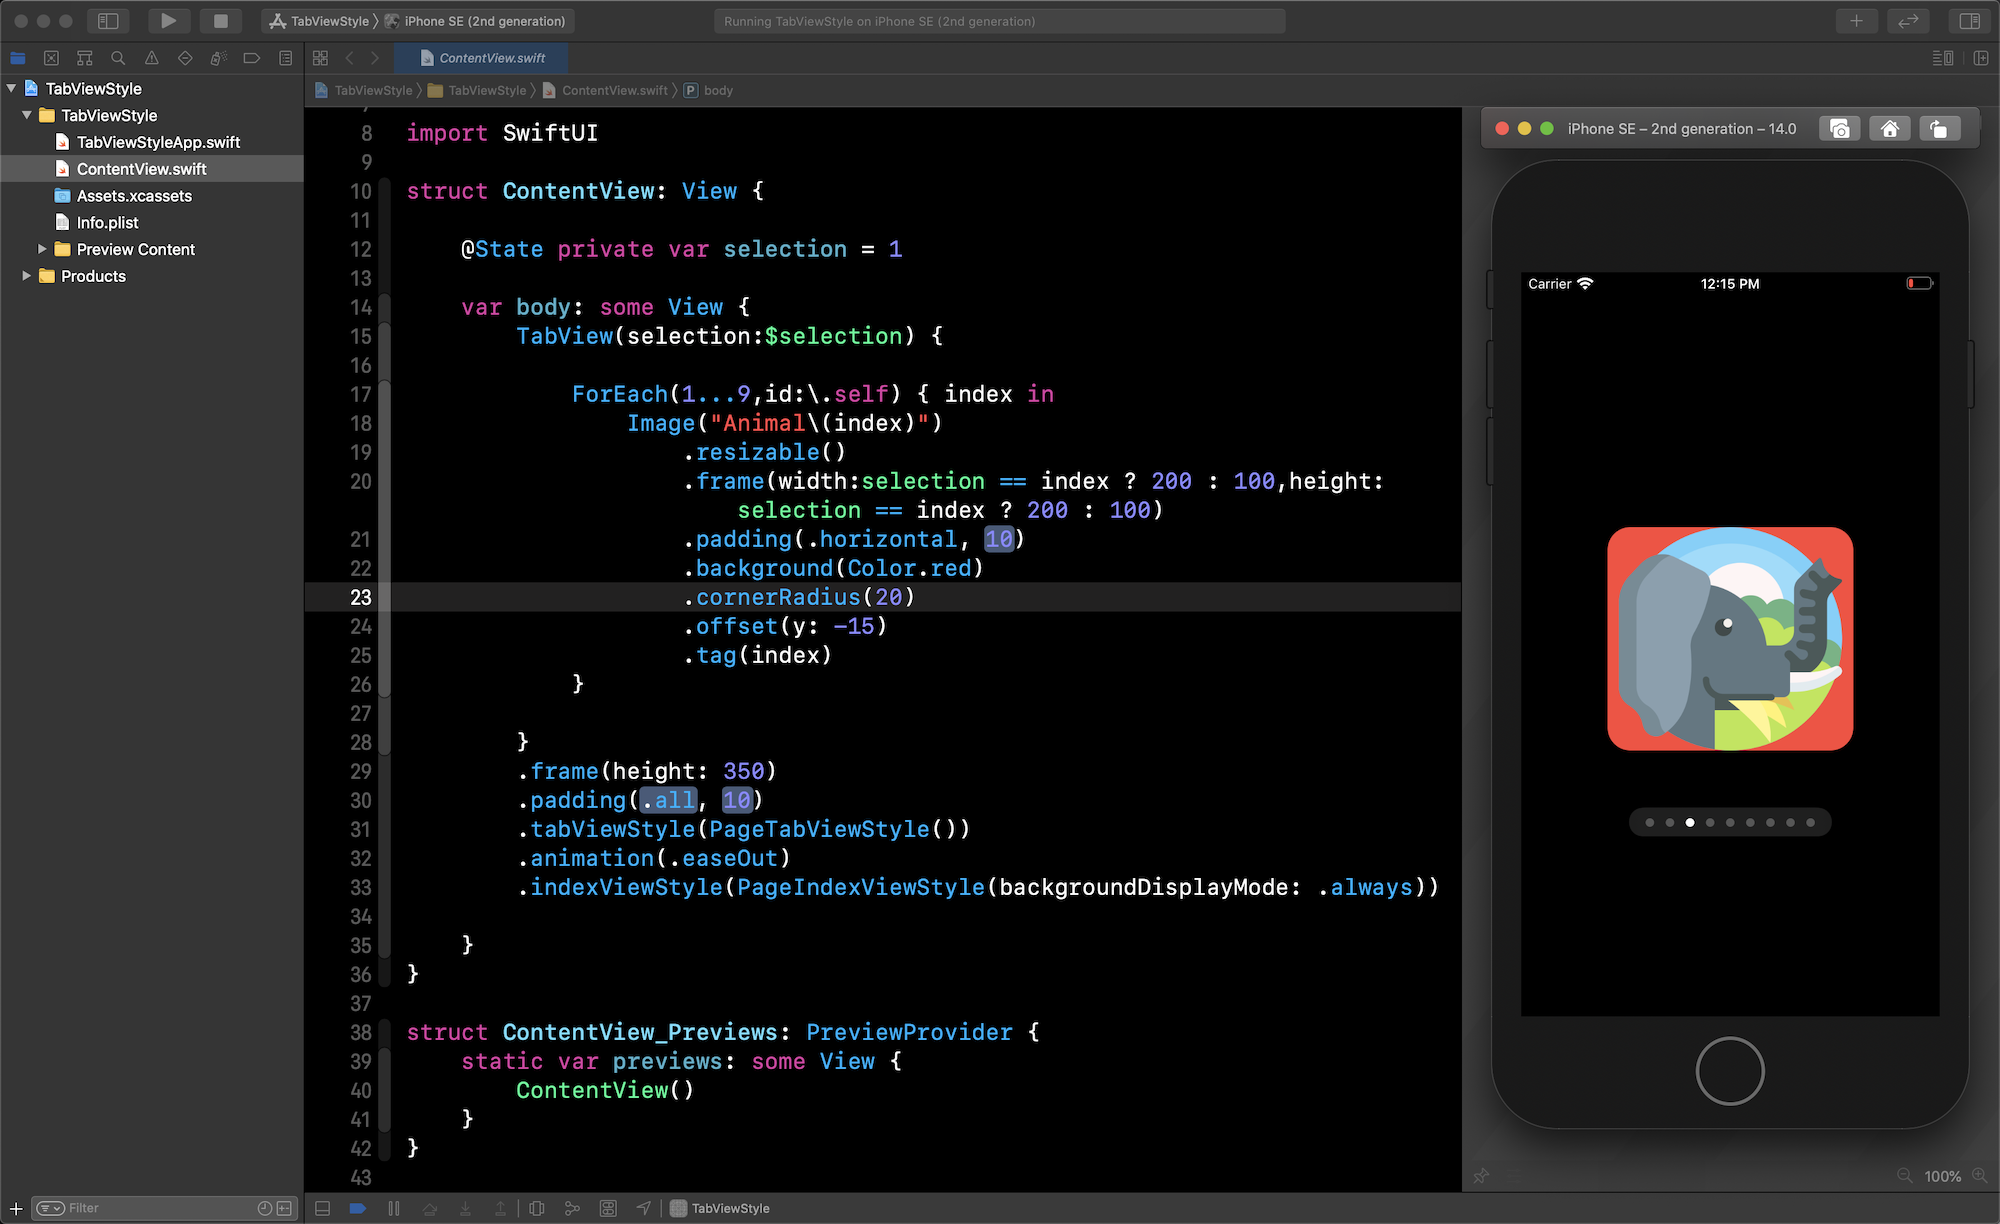 TabViewStyle
iPhone SE (2nd generation)
Running TabViewStyle on iPhone SE (2nd generation)
ContentView.swift
TabViewStyle
TabViewStyle
ContentView.swift
P body
TabViewStyle
TabViewStyle
TabViewStyleApp.swift
ContentView.swift
Assets.xcassets
Info.plist
Preview Content
Products
8 import SwiftUI
9
10 struct ContentView: View {
11
12 @State private var selection = 1
13
14 var body: some View {
15 TabView(selection:$selection) {
16
17 ForEach(1...9,id:\.self) { index in
18 Image("Animal\(index)")
19 .resizable()
20 .frame(width:selection == index ? 200 : 100,height:
selection == index ? 200 : 100)
21 .padding(.horizontal, 10)
22 .background(Color.red)
23 .cornerRadius(20)
24 .offset(y: -15)
25 .tag(index)
26 }
27
28 }
29 .frame(height: 350)
30 .padding(.all, 10)
31 .tabViewStyle(PageTabViewStyle())
32 .animation(.easeOut)
33 .indexViewStyle(PageIndexViewStyle(backgroundDisplayMode: .always))
34
35 }
36 }
37
38 struct ContentView_Previews: PreviewProvider {
39 static var previews: some View {
40 ContentView()
41 }
42 }
43
iPhone SE – 2nd generation – 14.0
Carrier
12:15 PM
100%
Filter
TabViewStyle